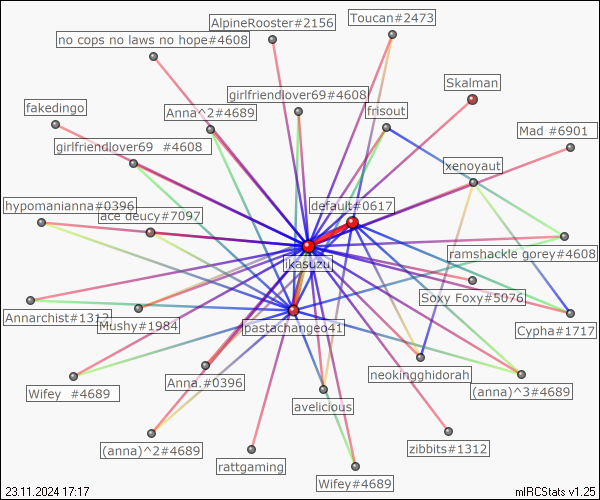 Toucan#2473
AlpineRooster#2156
no cops no laws no hope#4608
Skalman
girlfriendlover69#4608
fakedingo
Anna^2#4689
frisout
Mad #6901
girlfriendlover69 #4608
xenoyaut
hypomanianna#0396
default#0617
ace deucy#7097
ramshackle gorey#4608
ikasuzu
Soxy Foxy#5076
Annarchist#1312
Mushy#1984
pastachange041
Cypha#1717
neokingghidorah
Anna.#0396
Wifey #4689
(anna)^3#4689
avelicious
(anna)^2#4689
zibbits#1312
rattgaming
Wifey#4689
23.11.2024 17:17
mIRCStats v1.25